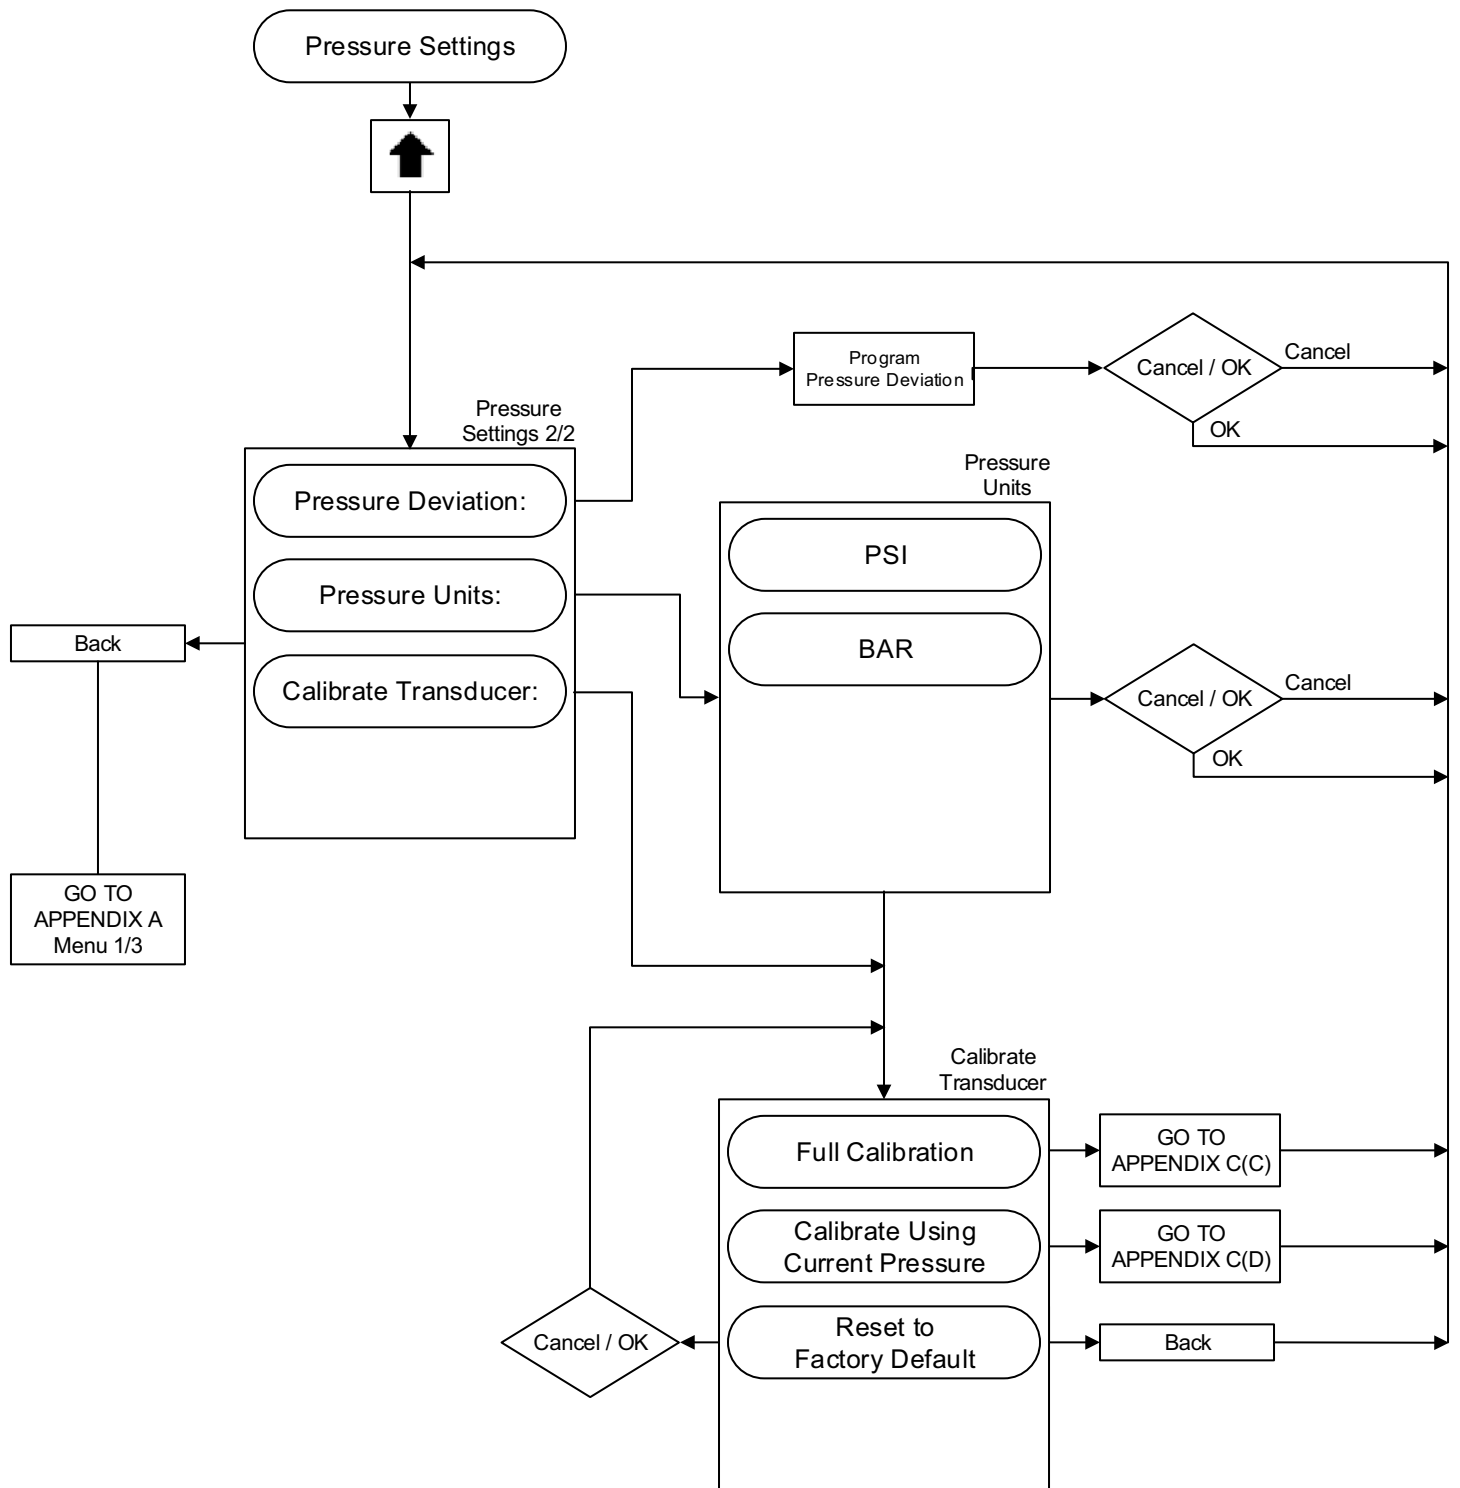 Pressure Settings
Program
Pressure Deviation
Cancel / OK
Cancel
OK
Pressure
Settings 2/2
Pressure Deviation:
Pressure Units:
Calibrate Transducer:
Back
GO TO
APPENDIX A
Menu 1/3
Pressure
Units
PSI
BAR
Cancel / OK
Cancel
OK
Calibrate
Transducer
Full Calibration
GO TO
APPENDIX C(C)
Calibrate Using
Current Pressure
GO TO
APPENDIX C(D)
Cancel / OK
Reset to
Factory Default
Back